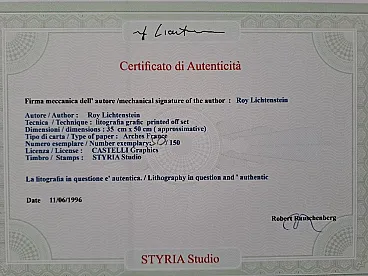 Certificato di Autenticità
Firma meccanica dell' autore /mechanical signature of the author : Roy Lichtenstein
Autore / Author : Roy Lichtenstein
Tecnica / Technique : litografia grafic printed off set
Dimensioni / dimensions : 35 cm x 50 cm ( approssimative)
Tipo di carta / Type of paper : Arches France
Numero esemplare / Number exemplary: / 150
Licenza / License : CASTELLI Graphics
Timbro / Stamps : STYRIA Studio
La litografia in questione e' autentica. / Lithography in question and ' authentic
Date 11/06/1996
Robert Rauschenberg
STYRIA Studio